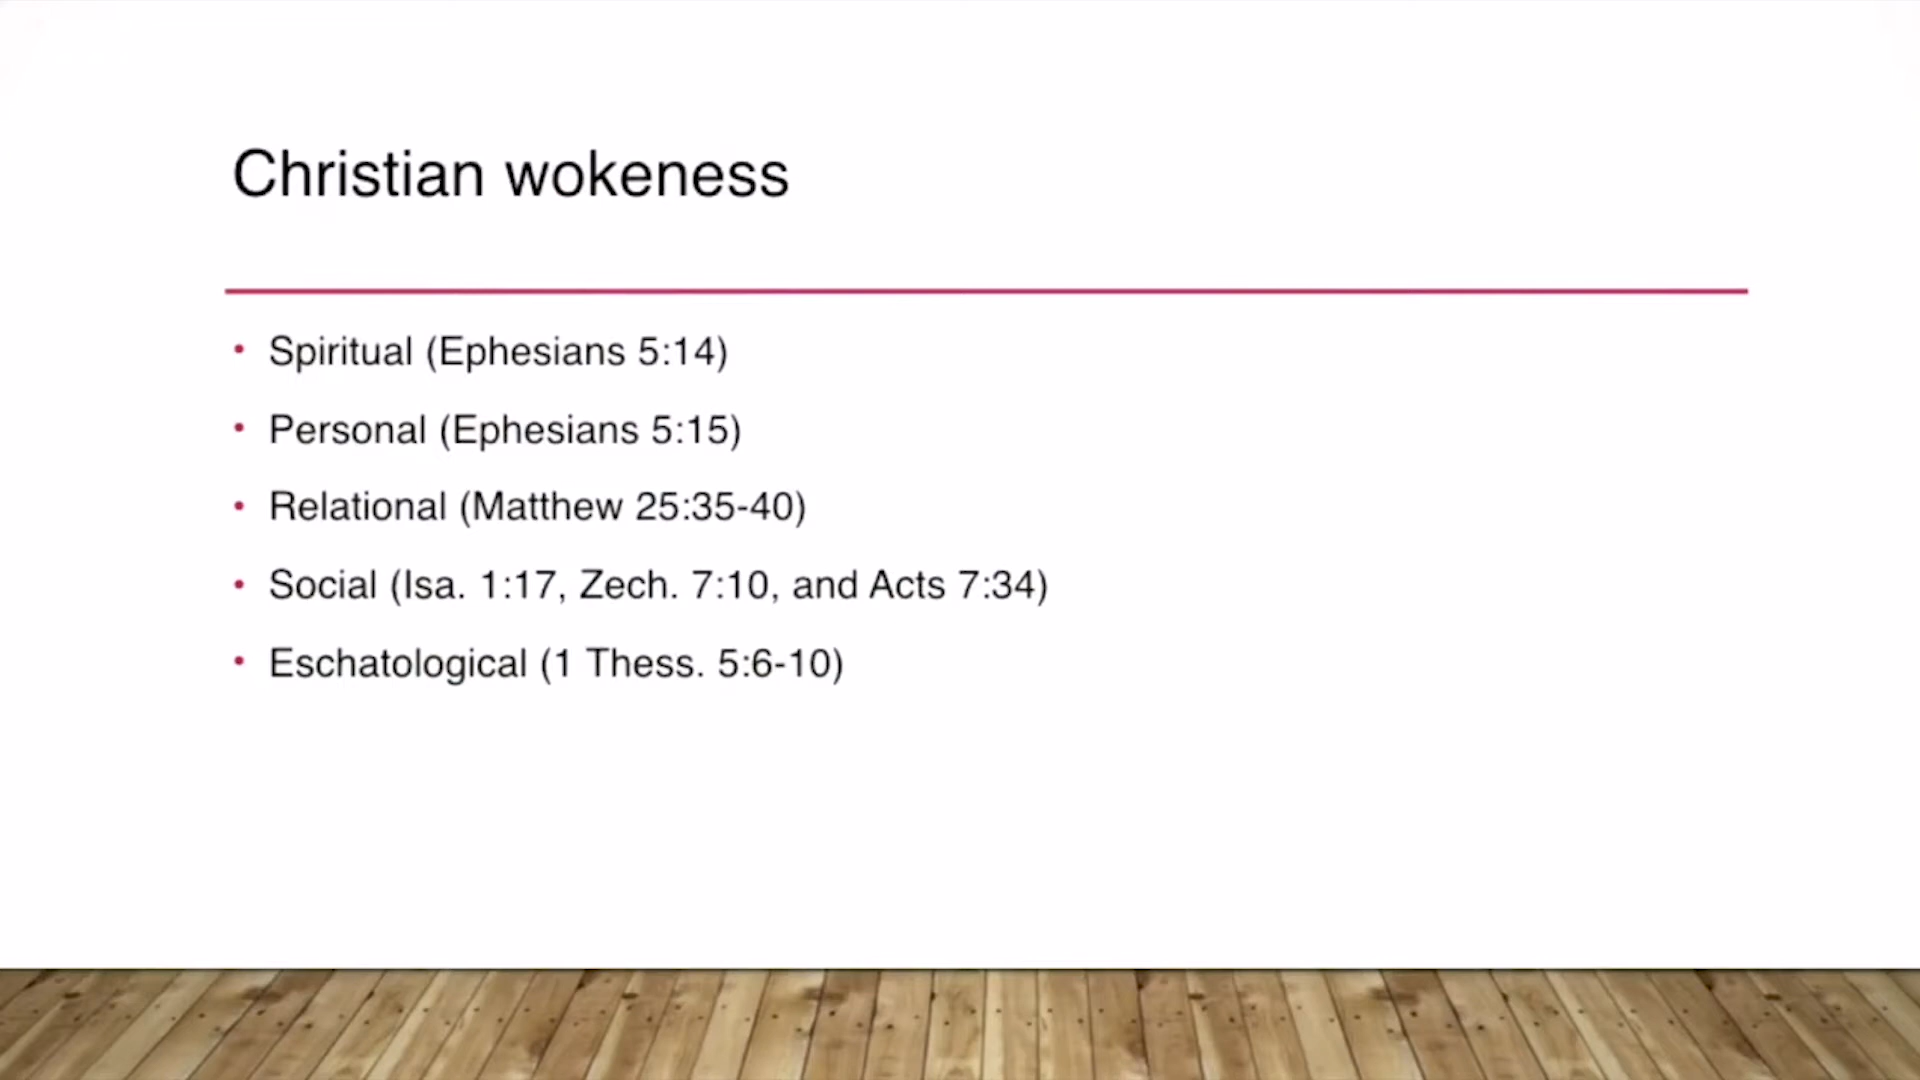 Christian wokeness
• Spiritual (Ephesians 5:14)
• Personal (Ephesians 5:15)
• Relational (Matthew 25:35-40)
• Social (Isa. 1:17, Zech. 7:10, and Acts 7:34)
• Eschatological (1 Thess. 5:6-10)